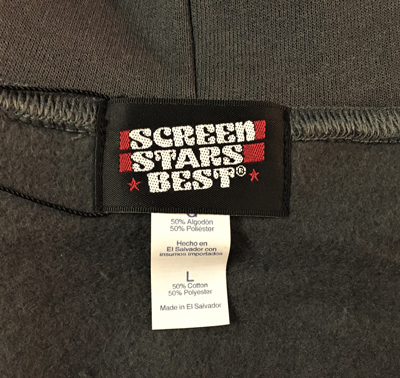 SCREEN
STARS
BEST®
50% Algodón
50% Poliéster
Hecho en
El Salvador con
insumos importados
L
50% Cotton
50% Polyester
Made in El Salvador